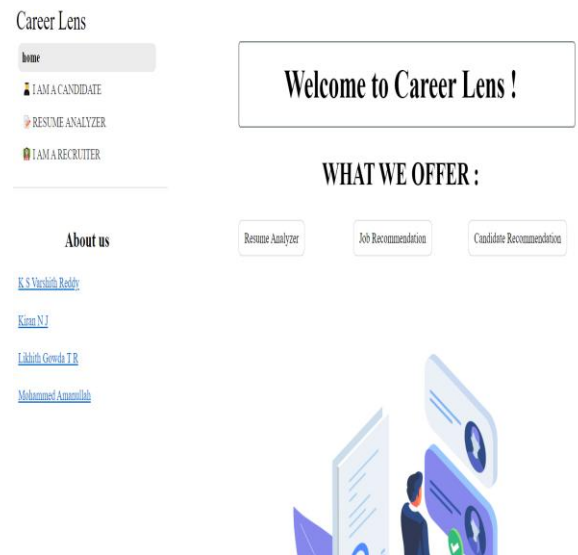 Career Lens
home
I AM A CANDIDATE
RESUME ANALYZER
I AM A RECRUITER
About us
K S Varshith Reddy
Kiran N J
Likhith Gowda T R
Mohammed Amanullah
Welcome to Career Lens !
WHAT WE OFFER :
Resume Analyzer
Job Recommendation
Candidate Recommendation